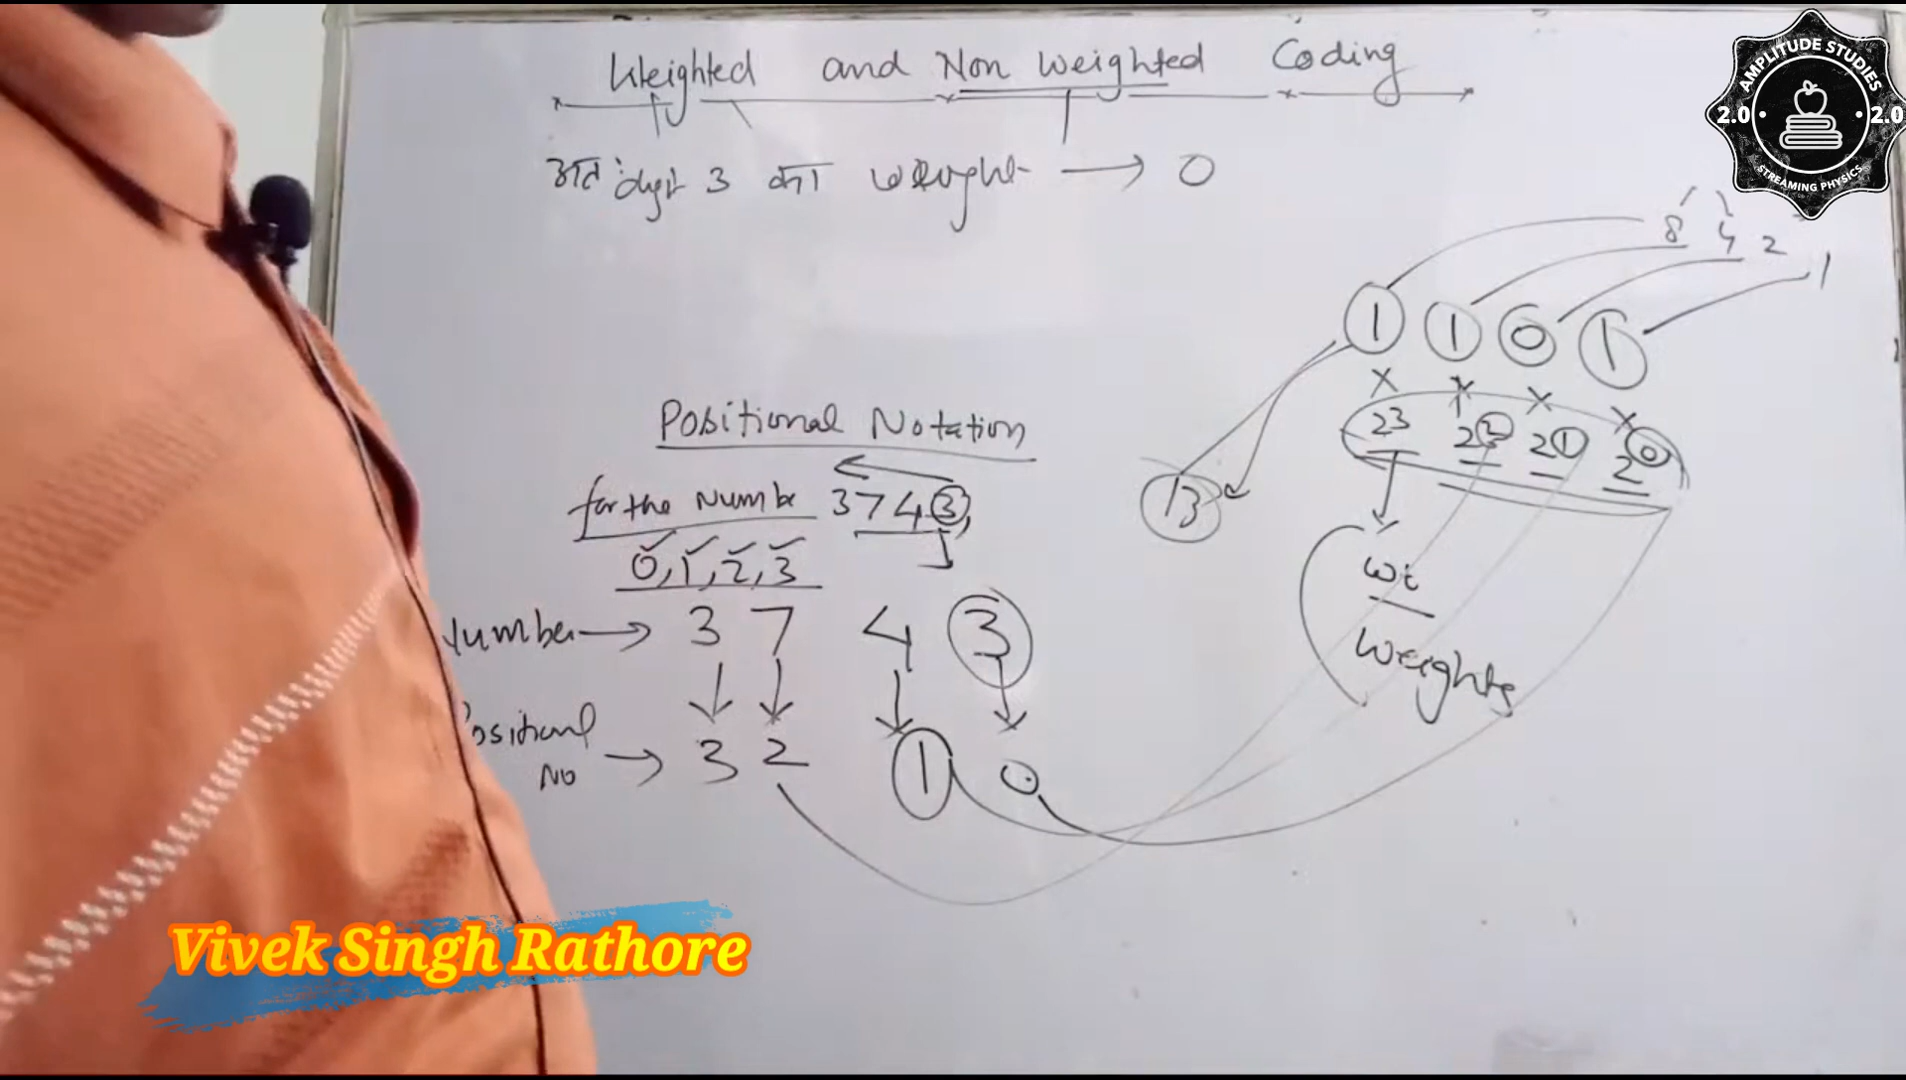 Weighted and Non Weighted Coding
अतः digit 3 का weight → 0
8 4 2 1
1 1 0 1
× × × ×
2³ 2² 2¹ 2⁰
13
wt
Weights
Positional Notation
for the Numbe 3743,
0, 1, 2, 3
Number → 3 7 4 3
Positional No → 3 2 1 0
Vivek Singh Rathore
AMPLITUDE STUDIES
2.0 2.0
STREAMING PHYSICS